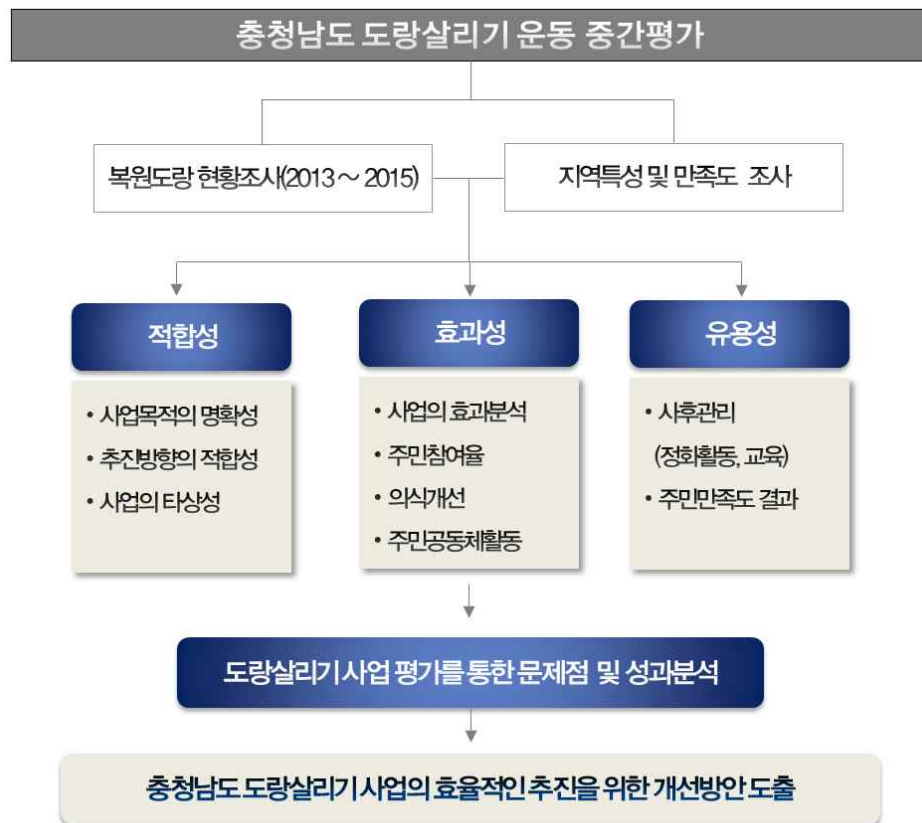 충청남도 도랑살리기 운동 중간평가
복원도랑 현황조사(2013 ~ 2015)
지역특성 및 만족도 조사
적합성
• 사업목적의 명확성
• 추진방향의 적합성
• 사업의 타상성
효과성
• 사업의 효과분석
• 주민참여율
• 의식개선
• 주민공동체활동
유용성
• 사후관리
(정화활동, 교육)
• 주민만족도 결과
도랑살리기 사업 평가를 통한 문제점 및 성과분석
충청남도 도랑살리기 사업의 효율적인 추진을 위한 개선방안 도출